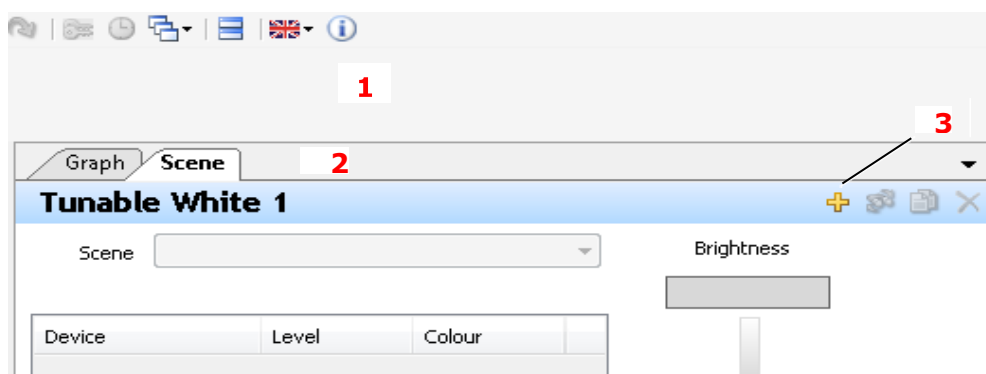 1
3
Graph Scene 2
Tunable White 1
Scene Brightness
Device Level Colour